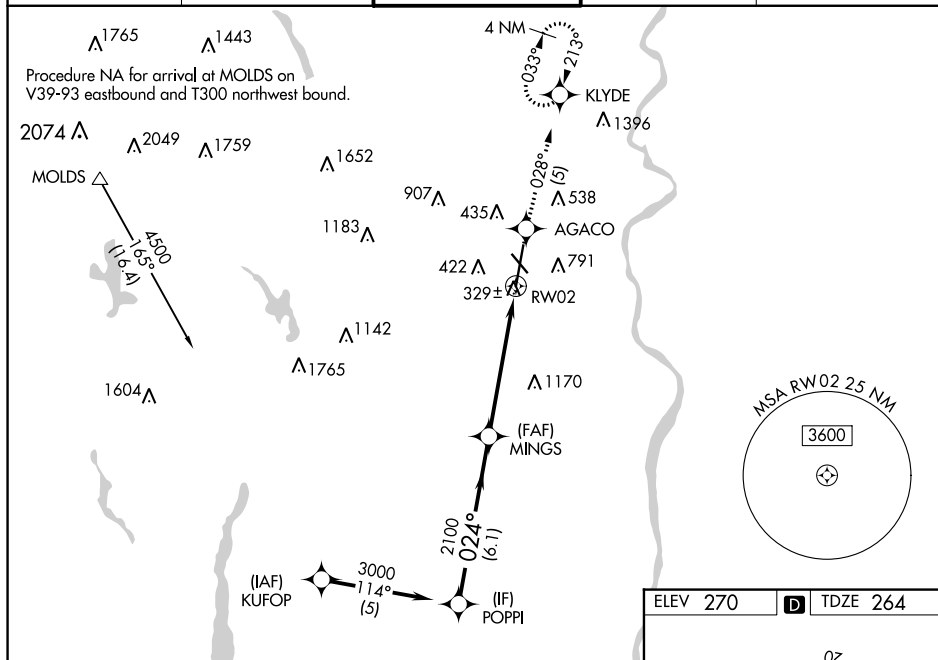 1765
1443
4 NM
033°
213°
Procedure NA for arrival at MOLDS on
V39-93 eastbound and T300 northwest bound.
KLYDE
1396
2074
2049
1759
1652
MOLDS
028°
(5)
907
435
538
AGACO
1183
4500
165°
(16.4)
422
791
329±
RW02
1142
1765
1604
1170
MSA RW02 25 NM
3600
(FAF)
MINGS
2100
024°
(6.1)
(IAF)
KUFOP
3000
114°
(5)
(IF)
POPPI
ELEV 270 D TDZE 264